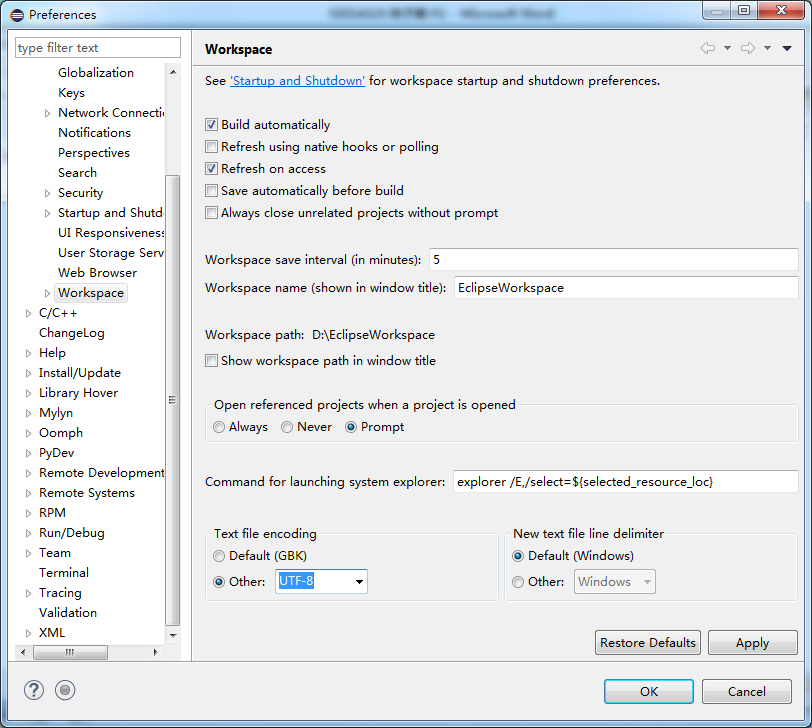 Preferences
type filter text
Globalization
Keys
Network Connecti
Notifications
Perspectives
Search
Security
Startup and Shutd
UI Responsiveness
User Storage Serv
Web Browser
Workspace
C/C++
ChangeLog
Help
Install/Update
Library Hover
Mylyn
Oomph
PyDev
Remote Development
Remote Systems
RPM
Run/Debug
Team
Terminal
Tracing
Validation
XML
Workspace
See 'Startup and Shutdown' for workspace startup and shutdown preferences.
Build automatically
Refresh using native hooks or polling
Refresh on access
Save automatically before build
Always close unrelated projects without prompt
Workspace save interval (in minutes): 5
Workspace name (shown in window title): EclipseWorkspace
Workspace path: D:\EclipseWorkspace
Show workspace path in window title
Open referenced projects when a project is opened
Always Never Prompt
Command for launching system explorer: explorer /E,/select=${selected_resource_loc}
Text file encoding
Default (GBK)
Other: UTF-8
New text file line delimiter
Default (Windows)
Other: Windows
Restore Defaults Apply
OK Cancel